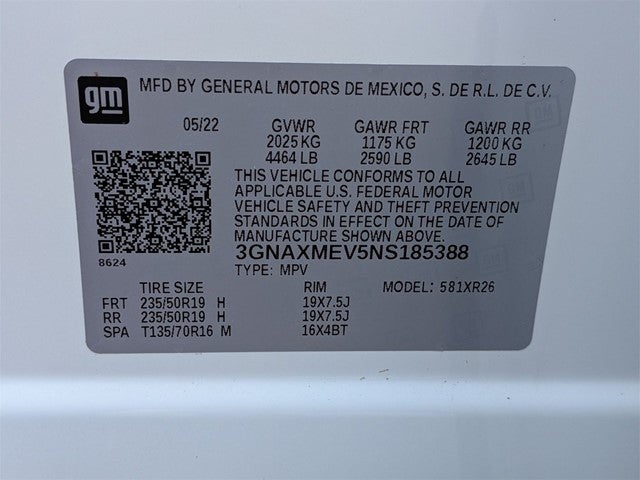 gm MFD BY GENERAL MOTORS DE MEXICO, S. DE R.L. DE C.V.
05/22 GVWR GAWR FRT GAWR RR
2025 KG 1175 KG 1200 KG
4464 LB 2590 LB 2645 LB
THIS VEHICLE CONFORMS TO ALL
APPLICABLE U.S. FEDERAL MOTOR
VEHICLE SAFETY AND THEFT PREVENTION
STANDARDS IN EFFECT ON THE DATE OF
MANUFACTURE SHOWN ABOVE.
8624 3GNAXMEV5NS185388
TYPE: MPV
TIRE SIZE RIM MODEL: 581XR26
FRT 235/50R19 H 19X7.5J
RR 235/50R19 H 19X7.5J
SPA T135/70R16 M 16X4BT